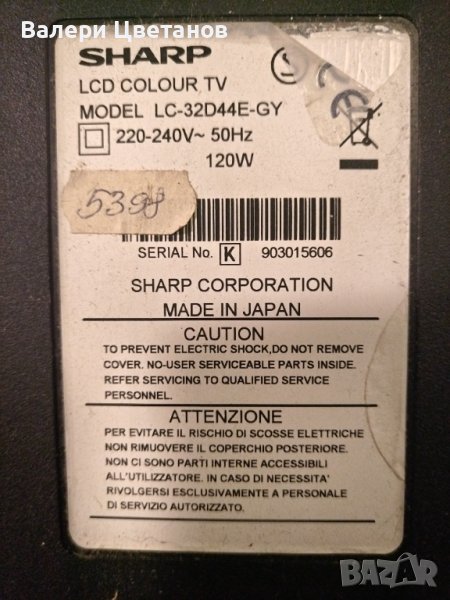 Валери Цветанов
SHARP
LCD COLOUR TV
MODEL LC-32D44E-GY
220-240V~ 50Hz
120W
5398
SERIAL No. K 903015606
SHARP CORPORATION
MADE IN JAPAN
CAUTION
TO PREVENT ELECTRIC SHOCK,DO NOT REMOVE
COVER. NO-USER SERVICEABLE PARTS INSIDE.
REFER SERVICING TO QUALIFIED SERVICE
PERSONNEL.
ATTENZIONE
PER EVITARE IL RISCHIO DI SCOSSE ELETTRICHE
NON RIMUOVERE IL COPERCHIO POSTERIORE.
NON CI SONO PARTI INTERNE ACCESSIBILI
ALL'UTILIZZATORE. IN CASO DI NECESSITA'
RIVOLGERSI ESCLUSIVAMENTE A PERSONALE
DI SERVIZIO AUTORIZZATO.
BAZAR